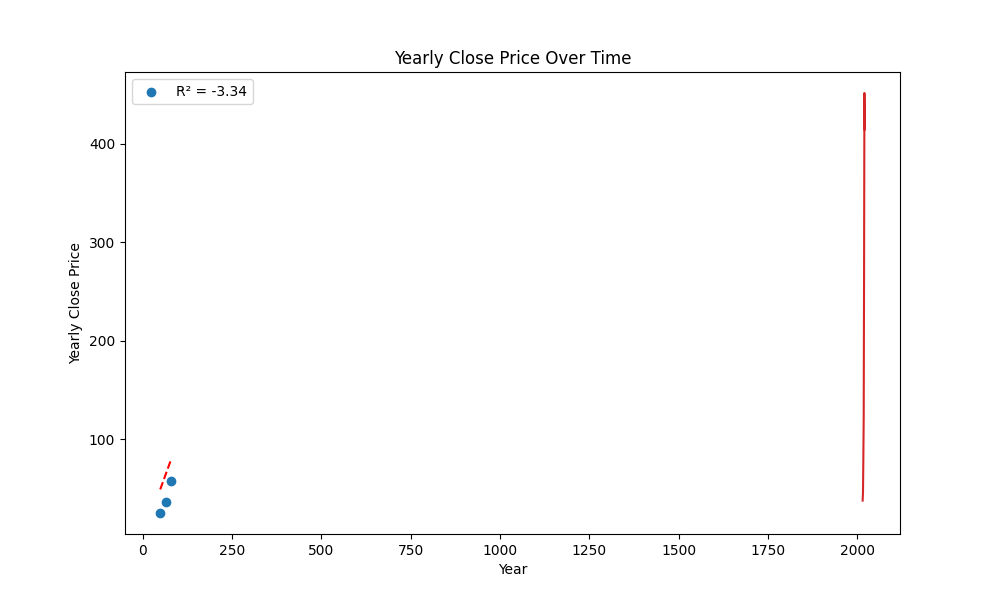 Yearly Close Price Over Time
R² = -3.34
400
300
200
100
Yearly Close Price
0 250 500 750 1000 1250 1500 1750 2000
Year